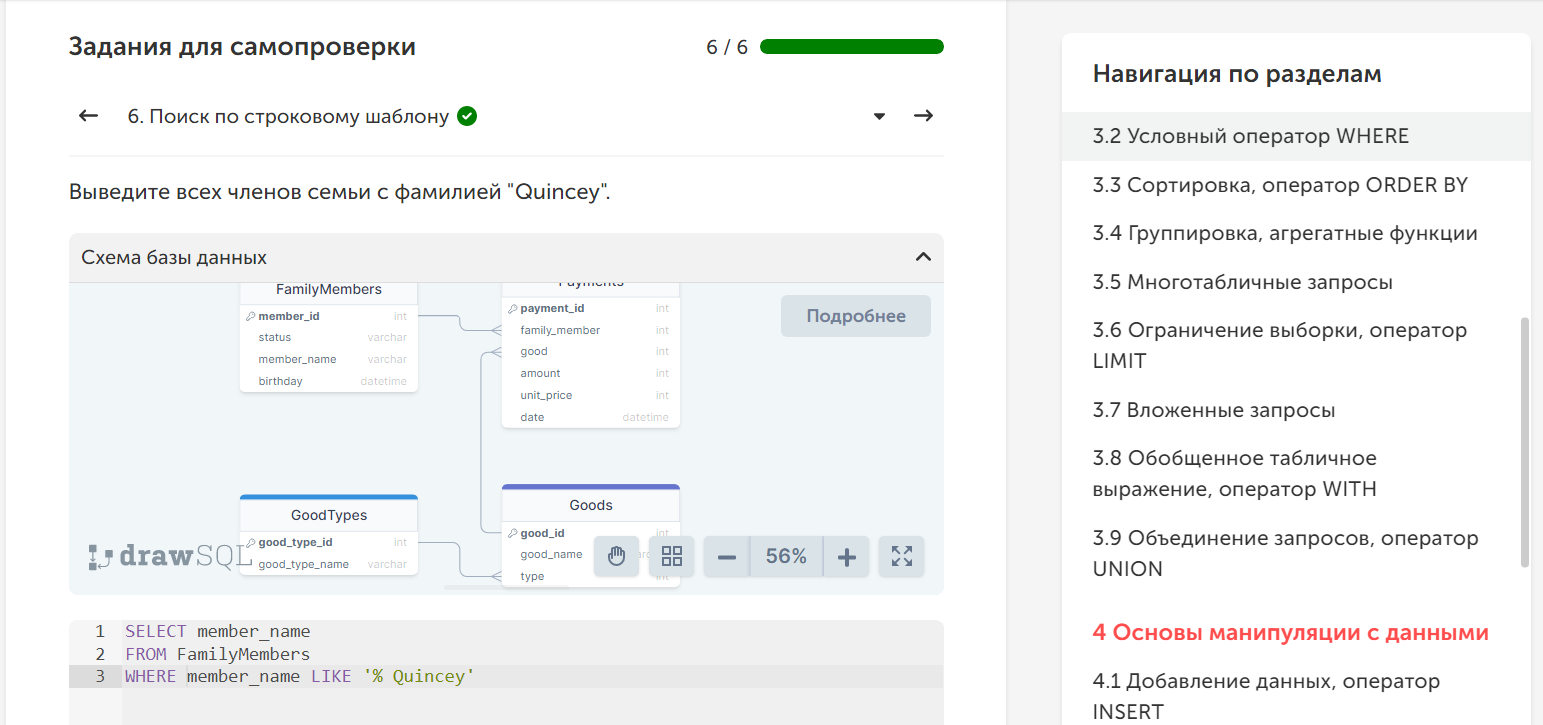 Задания для самопроверки
6 / 6
6. Поиск по строковому шаблону
Выведите всех членов семьи с фамилией "Quincey".
Схема базы данных
FamilyMembers
member_id int
status varchar
member_name varchar
birthday datetime
Payments
payment_id int
family_member int
good int
amount int
unit_price int
date datetime
Подробнее
GoodTypes
good_type_id int
good_type_name varchar
Goods
good_id int
good_name
type int
drawSQL
56%
1 SELECT member_name
2 FROM FamilyMembers
3 WHERE member_name LIKE '% Quincey'
Навигация по разделам
3.2 Условный оператор WHERE
3.3 Сортировка, оператор ORDER BY
3.4 Группировка, агрегатные функции
3.5 Многотабличные запросы
3.6 Ограничение выборки, оператор
LIMIT
3.7 Вложенные запросы
3.8 Обобщенное табличное
выражение, оператор WITH
3.9 Объединение запросов, оператор
UNION
4 Основы манипуляции с данными
4.1 Добавление данных, оператор
INSERT